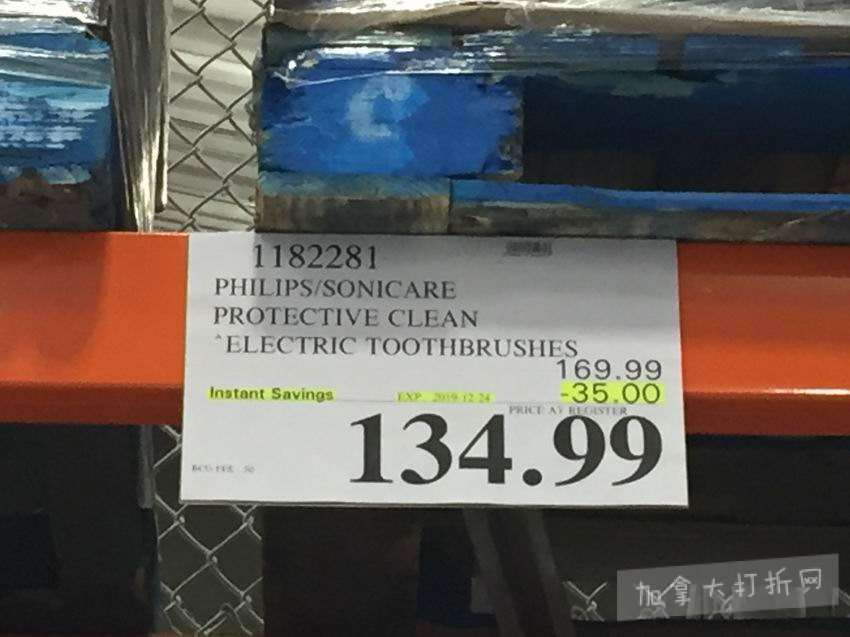 C
1182281
PHILIPS/SONICARE
PROTECTIVE CLEAN
^ELECTRIC TOOTHBRUSHES
169.99
Instant Savings EXP. 2019-12-24 -35.00
PRICE AT REGISTER
134.99
加拿大打折网